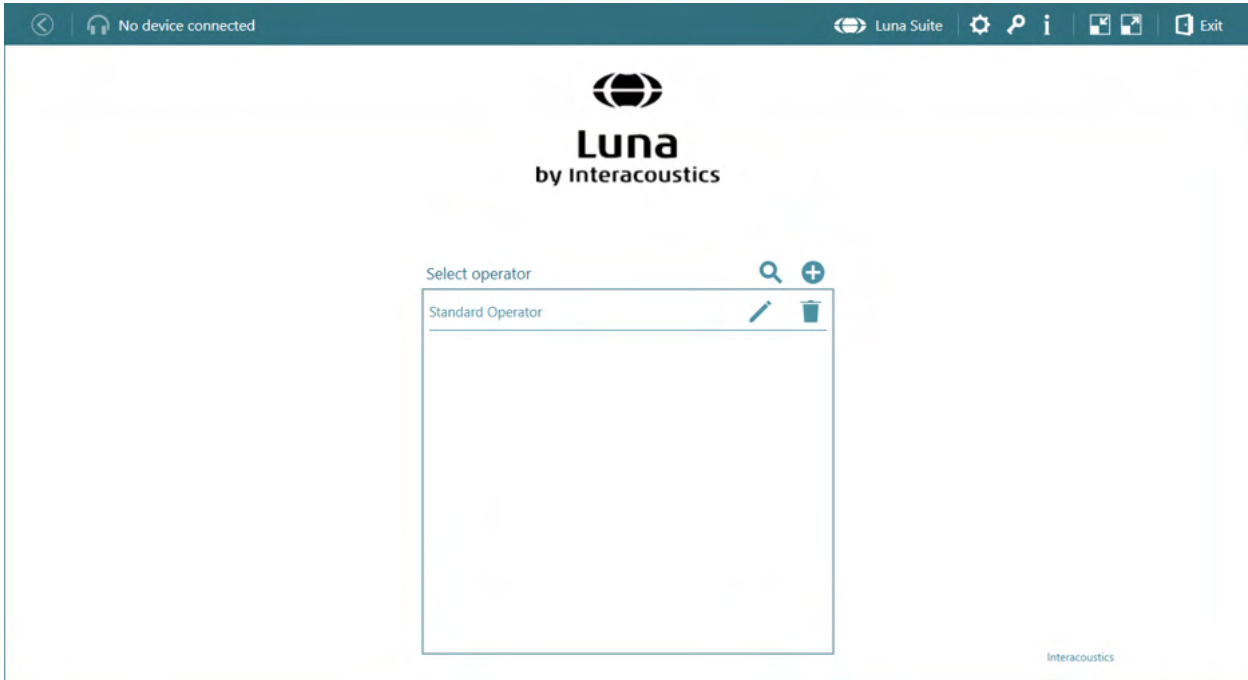 No device connected
Luna Suite
i
Exit
Luna
by Interacoustics
Select operator
Standard Operator
Interacoustics